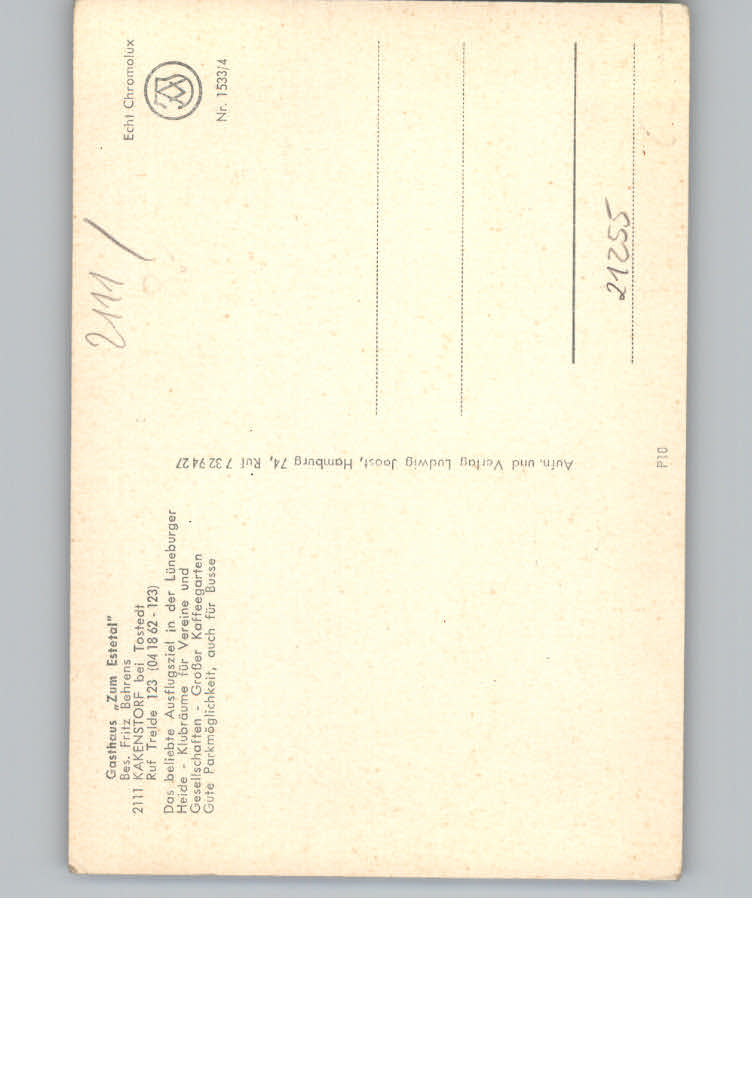 Gasthaus „Zum Estetal"
Bes. Fritz Behrens
2111 KAKENSTORF bei Tostedt
Ruf Trelde 123 (04 18 62 - 123)
Das beliebte Ausflugsziel in der Lüneburger
Heide - Klubräume für Vereine und
Gesellschaften - Großer Kaffeegarten
Gute Parkmöglichkeit, auch für Busse
Aufn. und Verlag Ludwig Joost, Hamburg 74, Ruf 7 32 94 27
2111 /
Echt Chromolux
Nr. 1533/4
21255
P10